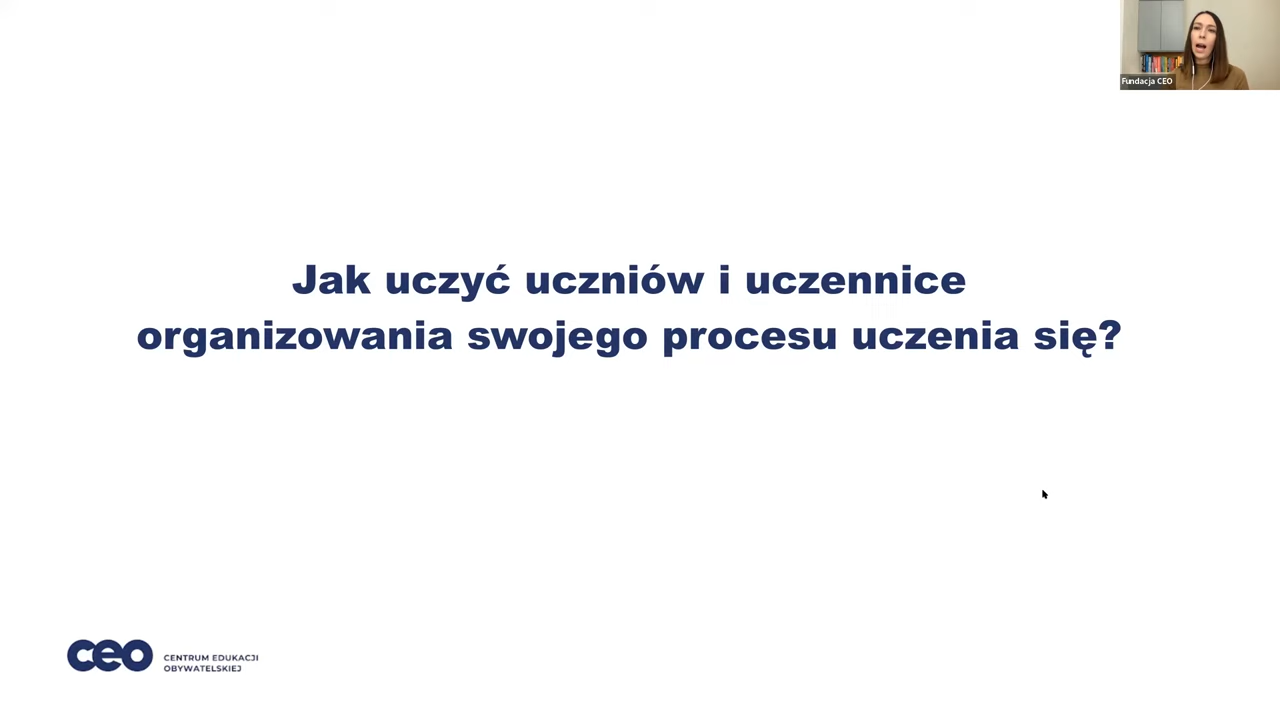 Fundacja CEO
Jak uczyć uczniów i uczennice
organizowania swojego procesu uczenia się?
ceo
CENTRUM EDUKACJI
OBYWATELSKIEJ